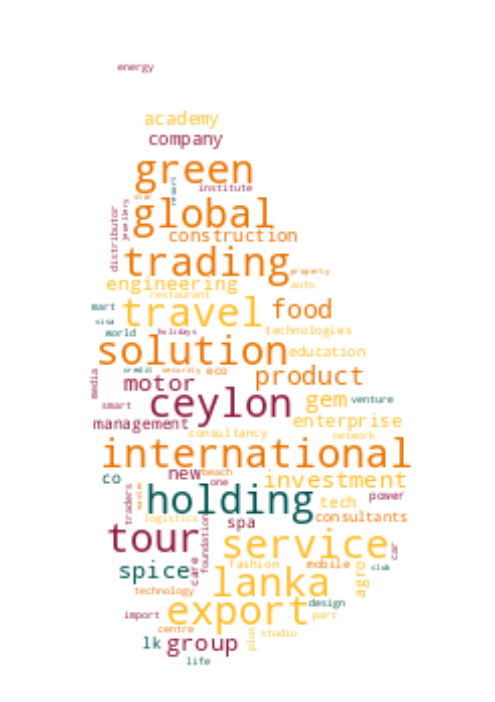 energy
academy
company
green
institute
resort
star
global
jewellery
distributor
construction
trading
property
engineering
auto
restaurant
mart
travel
food
visa
world
holidays
technologies
solution
education
credit
security
eco
product
media
motor
ceylon
gem
venture
smart
management
enterprise
consultancy
network
international
co
new
beach
one
investment
traders
holding
tech
power
logistics
spa
consultants
foundation
tour
service
car
spice
care
fashion
mobile
club
technology
lanka
agro
export
design
import
part
centre
studio
plus
lk
group
life